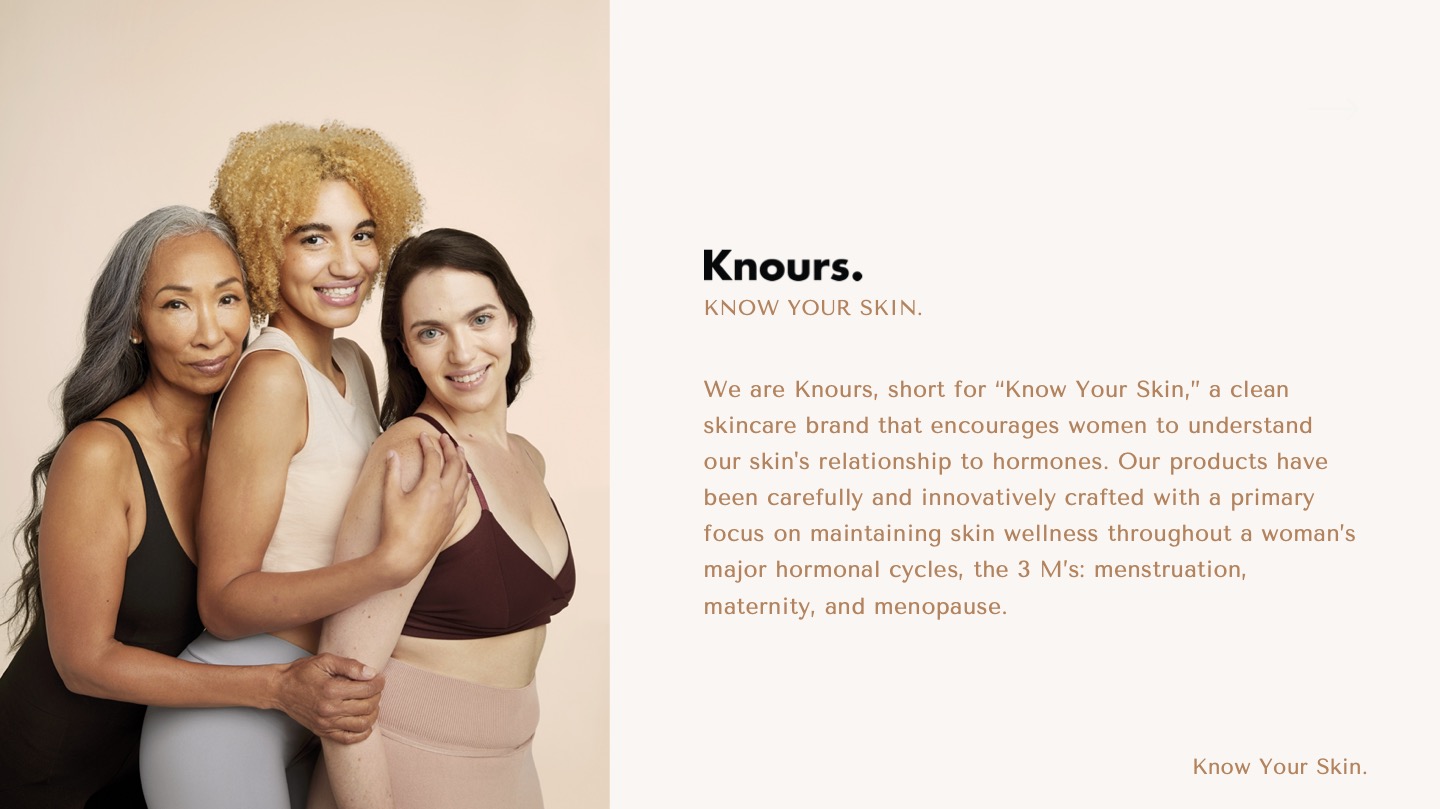 Knours.
KNOW YOUR SKIN.
We are Knours, short for “Know Your Skin,” a clean
skincare brand that encourages women to understand
our skin's relationship to hormones. Our products have
been carefully and innovatively crafted with a primary
focus on maintaining skin wellness throughout a woman’s
major hormonal cycles, the 3 M’s: menstruation,
maternity, and menopause.
Know Your Skin.